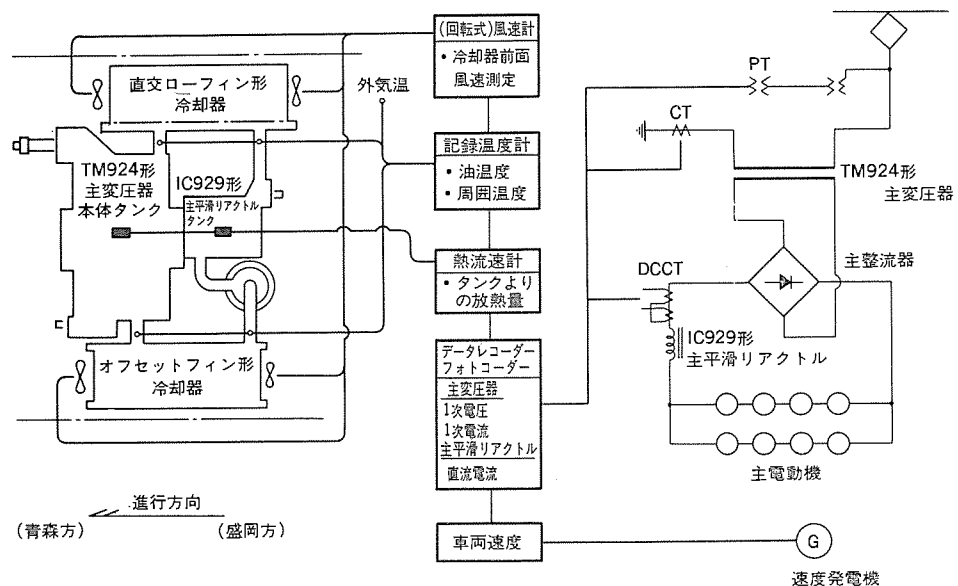 直交ローフィン形
冷却器
外気温
TM924形
主変圧器
本体タンク
IC929形
主平滑リアクトル
タンク
オフセットフィン形
冷却器
進行方向
(青森方)
(盛岡方)
(回転式)風速計
・冷却器前面
風速測定
記録温度計
・油温度
・周囲温度
熱流速計
・タンクより
の放熱量
データレコーダー
フォトコーダー
主変圧器
1次電圧
1次電流
主平滑リアクトル
直流電流
車両速度
PT
CT
TM924形
主変圧器
主整流器
DCCT
IC929形
主平滑リアクトル
主電動機
G
速度発電機